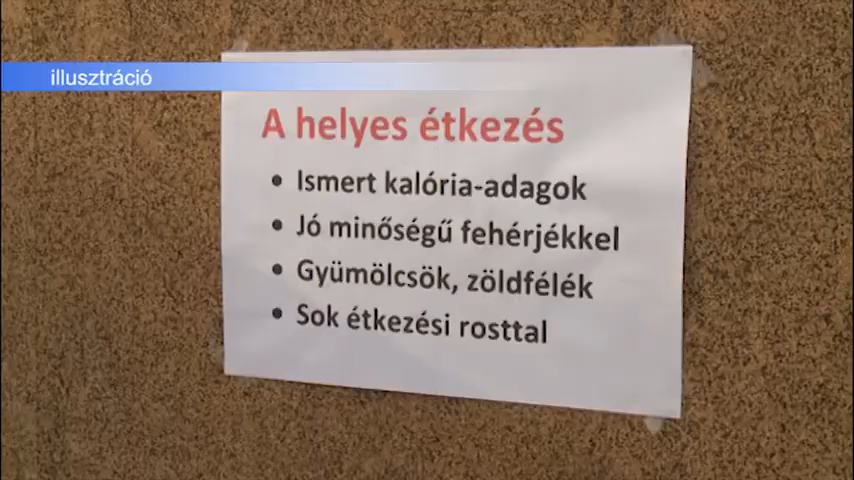 illusztráció
A helyes étkezés
• Ismert kalória-adagok
• Jó minőségű fehérjékkel
• Gyümölcsök, zöldfélék
• Sok étkezési rosttal